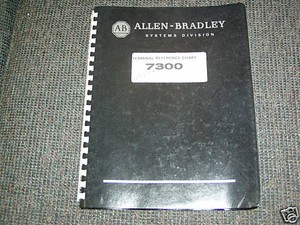 AB
ALLEN-BRADLEY
SYSTEMS DIVISION
TERMINAL REFERENCE CHART
7300